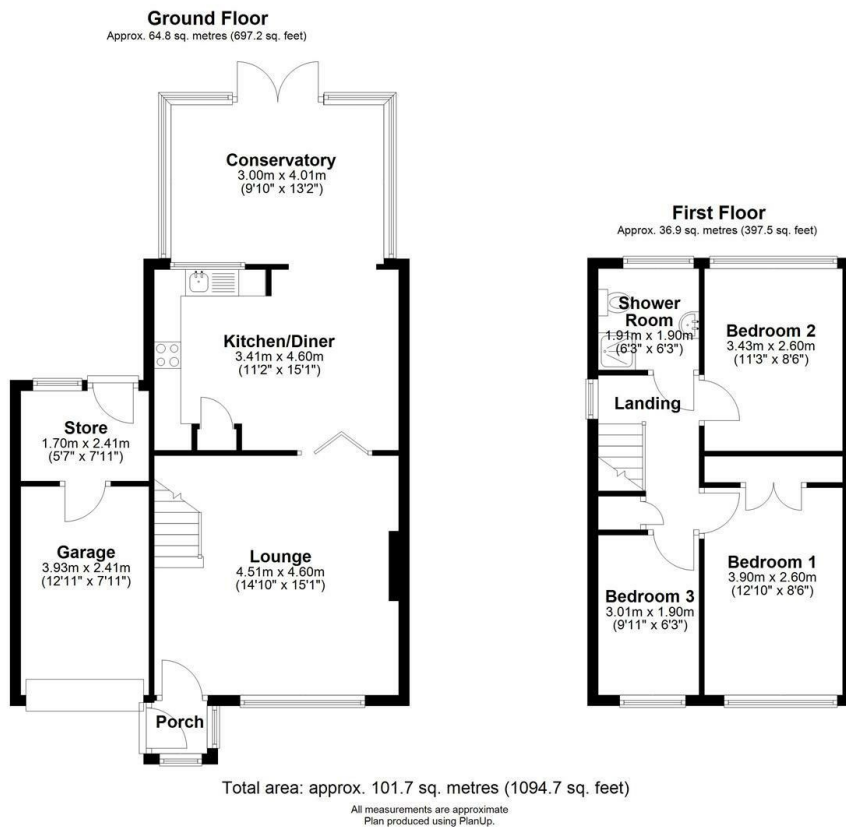 Ground Floor
Approx. 64.8 sq. metres (697.2 sq. feet)
Conservatory
3.00m x 4.01m
(9'10" x 13'2")
Kitchen/Diner
3.41m x 4.60m
(11'2" x 15'1")
Store
1.70m x 2.41m
(5'7" x 7'11")
Garage
3.93m x 2.41m
(12'11" x 7'11")
Lounge
4.51m x 4.60m
(14'10" x 15'1")
Porch
First Floor
Approx. 36.9 sq. metres (397.5 sq. feet)
Shower
Room
1.91m x 1.90m
(6'3" x 6'3")
Bedroom 2
3.43m x 2.60m
(11'3" x 8'6")
Landing
Bedroom 1
3.90m x 2.60m
(12'10" x 8'6")
Bedroom 3
3.01m x 1.90m
(9'11" x 6'3")
Total area: approx. 101.7 sq. metres (1094.7 sq. feet)
All measurements are approximate
Plan produced using PlanUp.